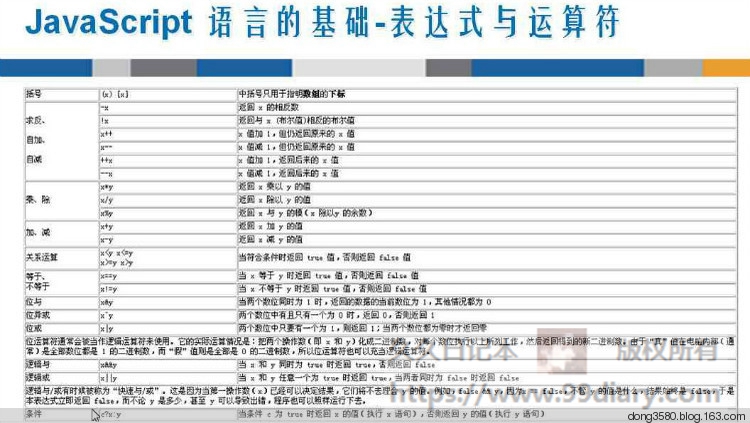 JavaScript 语言的基础-表达式与运算符
括号 (x) [x] 中括号只用于指明数组的下标
求反、
自加、
自减
-x 返回 x 的相反数
!x 返回与 x (布尔值)相反的布尔值
x++ x 值加 1，但仍返回原来的 x 值
x-- x 值减 1，但仍返回原来的 x 值
++x x 值加 1，返回后来的 x 值
--x x 值减 1，返回后来的 x 值
乘、除
x*y 返回 x 乘以 y 的值
x/y 返回 x 除以 y 的值
x%y 返回 x 与 y 的模（x 除以 y 的余数）
加、减
x+y 返回 x 加 y 的值
x-y 返回 x 减 y 的值
关系运算
x<y x<=y
x>=y x>y
当符合条件时返回 true 值，否则返回 false 值
等于、
不等于
x==y 当 x 等于 y 时返回 true 值，否则返回 false 值
x!=y 当 x 不等于 y 时返回 true 值，否则返回 false 值
位与 x&y 当两个数位同时为 1 时，返回的数据的当前数位为 1，其他情况都为 0
位异或 x^y 两个数位中有且只有一个为 0 时，返回 0，否则返回 1
位或 x|y 两个数位中只要有一个为 1，则返回 1；当两个数位都为零时才返回零
位运算符通常会被当作逻辑运算符来使用。它的实际运算情况是：把两个操作数（即 x 和 y）化成二进制数，对每个数位执行以上所列工作，然后返回得到的新二进制数。由于“真”值在电脑内部（通
常）是全部数位都是 1 的二进制数，而“假”值则是全部是 0 的二进制数，所以位运算符也可以充当逻辑运算符。
逻辑与 当 x 和 y 同时为 true 时返回 true，否则返回 false
逻辑或 当 x 和 y 任意一个为 true 时返回 true，当两者同时为 false 时返回 false
逻辑与/或有时候被称为“快速与/或”。这是因为当第一操作数（x）已经可以决定结果，它们将不去理会 y 的值。例如，false && y，因为 x == false，不管 y 的值是什么，结果始终是 false，于是
本表达式立即返回 false，而不论 y 是多少，甚至 y 可以导致出错，程序也可以照样运行下去。
条件 c?x:y 当条件 c 为 true 时返回 x 的值（执行 x 语句），否则返回 y 的值（执行 y 语句）
久久日记本 版权所有
https://www.99diary.com
dong3580.blog.163.com